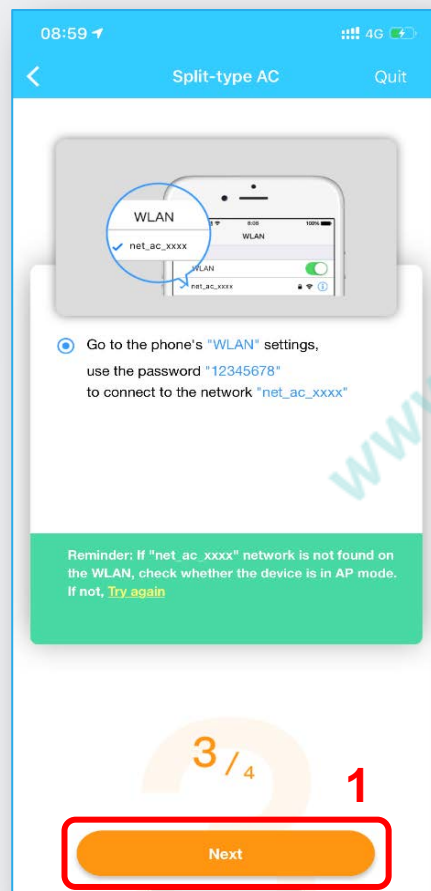 08:59
4G
Split-type AC
Quit
WLAN
net_ac_xxxx
8:08
100%
WLAN
WLAN
net_ac_xxxx
Go to the phone's "WLAN" settings,
use the password "12345678"
to connect to the network "net_ac_xxxx"
www
Reminder: If "net_ac_xxxx" network is not found on
the WLAN, check whether the device is in AP mode.
If not, Try again
3/4
1
Next